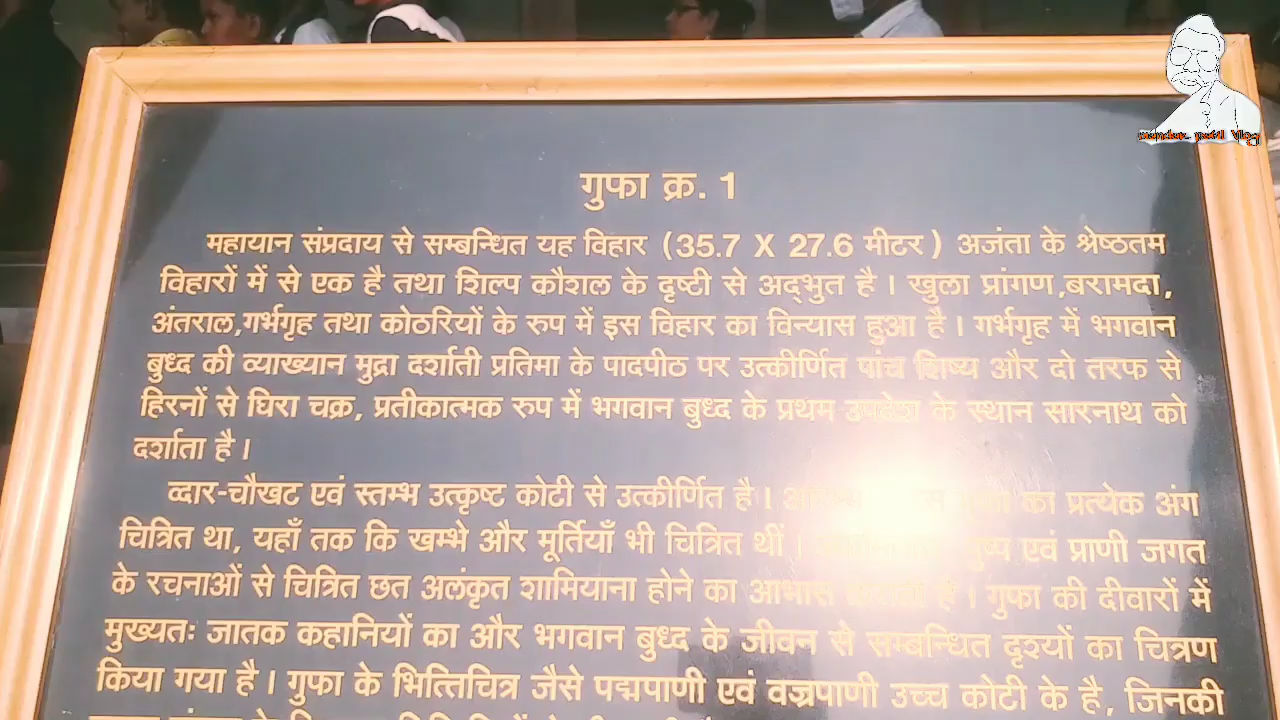 mandar patil Vlog
गुफा क्र. 1
महायान संप्रदाय से सम्बन्धित यह विहार (35.7 X 27.6 मीटर) अजंता के श्रेष्ठतम
विहारों में से एक है तथा शिल्प कौशल के दृष्टी से अद्भुत है । खुला प्रांगण,बरामदा,
अंतराल,गर्भगृह तथा कोठरियों के रुप में इस विहार का विन्यास हुआ है । गर्भगृह में भगवान
बुध्द की व्याख्यान मुद्रा दर्शाती प्रतिमा के पादपीठ पर उत्कीर्णित पांच शिष्य और दो तरफ से
हिरनों से घिरा चक्र, प्रतीकात्मक रुप में भगवान बुध्द के प्रथम उपदेश के स्थान सारनाथ को
दर्शाता है ।
व्दार-चौखट एवं स्तम्भ उत्कृष्ट कोटी से उत्कीर्णित है । का प्रत्येक अंग
चित्रित था, यहाँ तक कि खम्भे और मूर्तियाँ भी चित्रित थीं । पुष्प एवं प्राणी जगत
के रचनाओं से चित्रित छत अलंकृत शामियाना होने का आभास है । गुफा की दीवारों में
मुख्यतः जातक कहानियों का और भगवान बुध्द के जीवन से सम्बन्धित दृश्यों का चित्रण
किया गया है । गुफा के भित्तिचित्र जैसे पद्मपाणी एवं वज्रपाणी उच्च कोटी के है, जिनकी